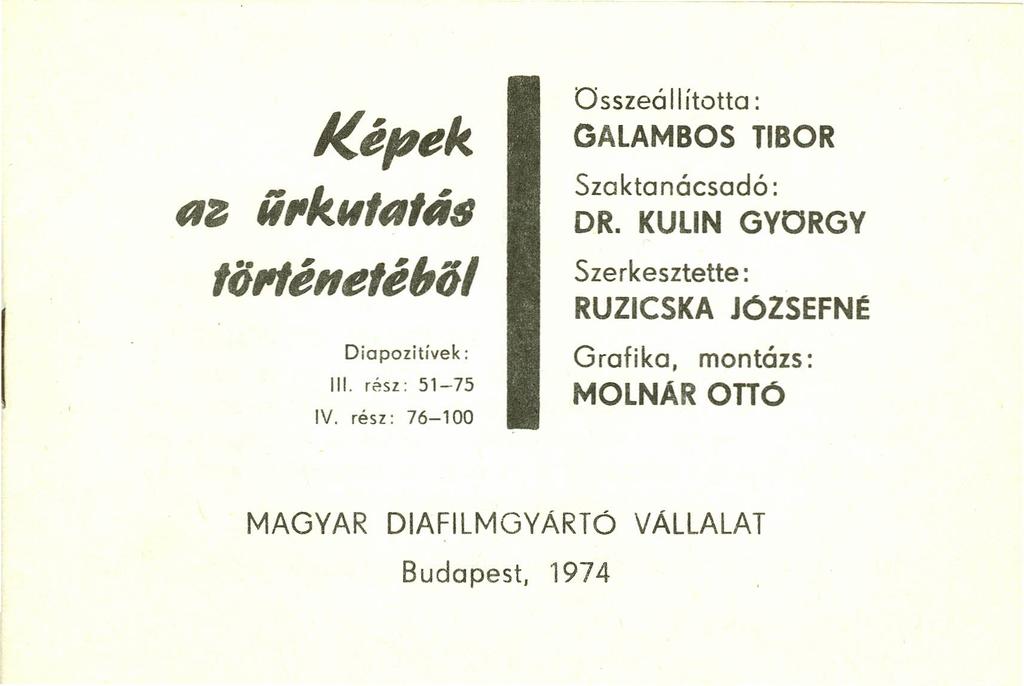 Képek
az űrkutatás
történetéből
Diapozitívek:
III. rész: 51–75
IV. rész: 76–100
Összeállította:
GALAMBOS TIBOR
Szaktanácsadó:
DR. KULIN GYÖRGY
Szerkesztette:
RUZICSKA JÓZSEFNÉ
Grafika, montázs:
MOLNÁR OTTÓ
MAGYAR DIAFILMGYÁRTÓ VÁLLALAT
Budapest, 1974